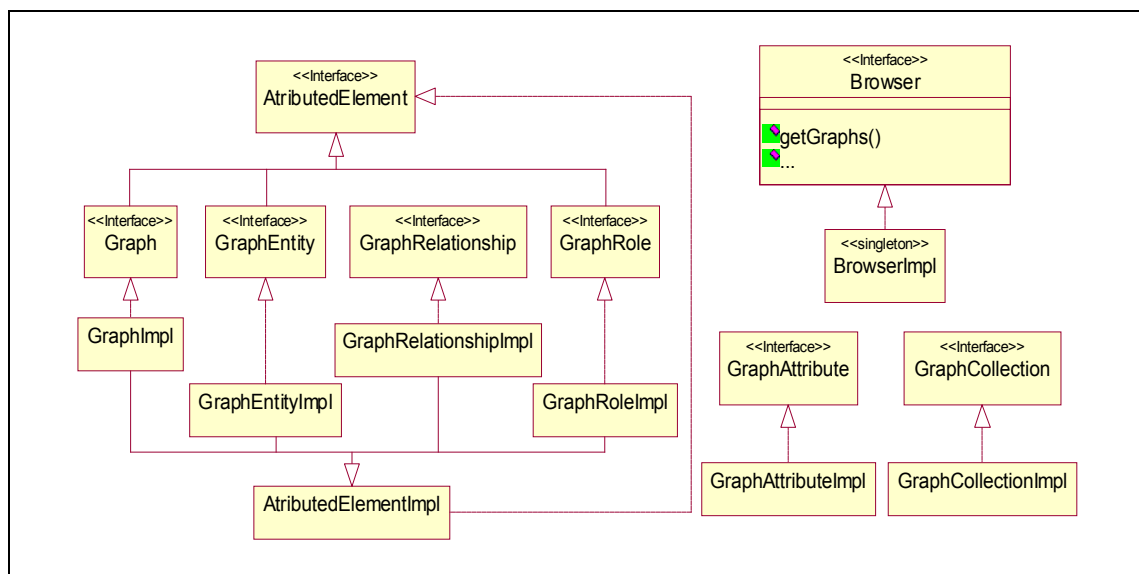 <<Interface>>
AtributedElement
<<Interface>>
Browser
getGraphs()
...
<<Interface>>
Graph
<<Interface>>
GraphEntity
<<Interface>>
GraphRelationship
<<Interface>>
GraphRole
<<singleton>>
BrowserImpl
GraphImpl
GraphRelationshipImpl
GraphEntityImpl
GraphRoleImpl
<<Interface>>
GraphAttribute
<<Interface>>
GraphCollection
AtributedElementImpl
GraphAttributeImpl
GraphCollectionImpl